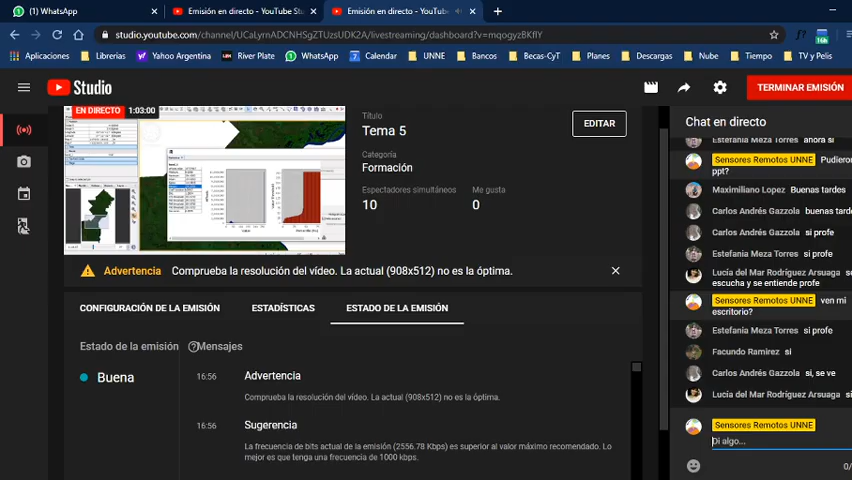 (1) WhatsApp
Emisión en directo - YouTube Stu
Emisión en directo - YouTube
studio.youtube.com/channel/UCaLymADCNHSgZTUzsUDK2A/livestreaming/dashboard?v=mqogyzBKfIY
Aplicaciones
Librerias
Yahoo Argentina
River Plate
WhatsApp
Calendar
UNNE
Bancos
Becas-CyT
Planes
Descargas
Nube
Tiempo
TV y Pelis
Studio
TERMINAR EMISIÓN
EN DIRECTO 1:03:00
Título
Tema 5
EDITAR
Categoría
Formación
Espectadores simultáneos
10
Me gusta
0
Advertencia Comprueba la resolución del vídeo. La actual (908x512) no es la óptima.
CONFIGURACIÓN DE LA EMISIÓN
ESTADÍSTICAS
ESTADO DE LA EMISIÓN
Estado de la emisión
Mensajes
Buena
16:56 Advertencia
Comprueba la resolución del vídeo. La actual (908x512) no es la óptima.
16:56 Sugerencia
La frecuencia de bits actual de la emisión (2556.78 Kbps) es superior al valor máximo recomendado. Lo
mejor es que tenga una frecuencia de 1000 kbps.
Chat en directo
Estefania Meza Torres ahora si
Sensores Remotos UNNE Pudieron
ppt?
Maximiliano Lopez Buenas tardes
Carlos Andrés Gazzola buenas tard
Carlos Andrés Gazzola si profe
Estefania Meza Torres si profe
Lucía del Mar Rodríguez Arsuaga s
escucha y se entiende profe
Sensores Remotos UNNE ven mi
escritorio?
Estefania Meza Torres si profe
Facundo Ramirez si
Carlos Andrés Gazzola si, se ve
Lucía del Mar Rodríguez Arsuaga si
Sensores Remotos UNNE
Di algo...
0/